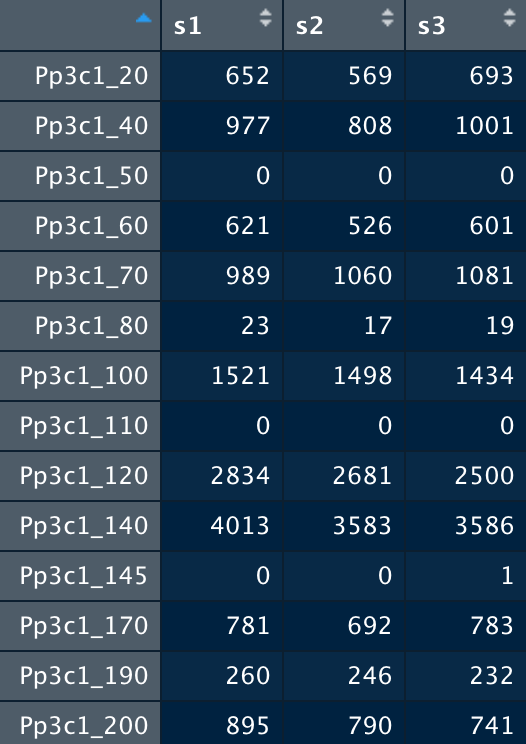 s1 s2 s3
Pp3c1_20 652 569 693
Pp3c1_40 977 808 1001
Pp3c1_50 0 0 0
Pp3c1_60 621 526 601
Pp3c1_70 989 1060 1081
Pp3c1_80 23 17 19
Pp3c1_100 1521 1498 1434
Pp3c1_110 0 0 0
Pp3c1_120 2834 2681 2500
Pp3c1_140 4013 3583 3586
Pp3c1_145 0 0 1
Pp3c1_170 781 692 783
Pp3c1_190 260 246 232
Pp3c1_200 895 790 741